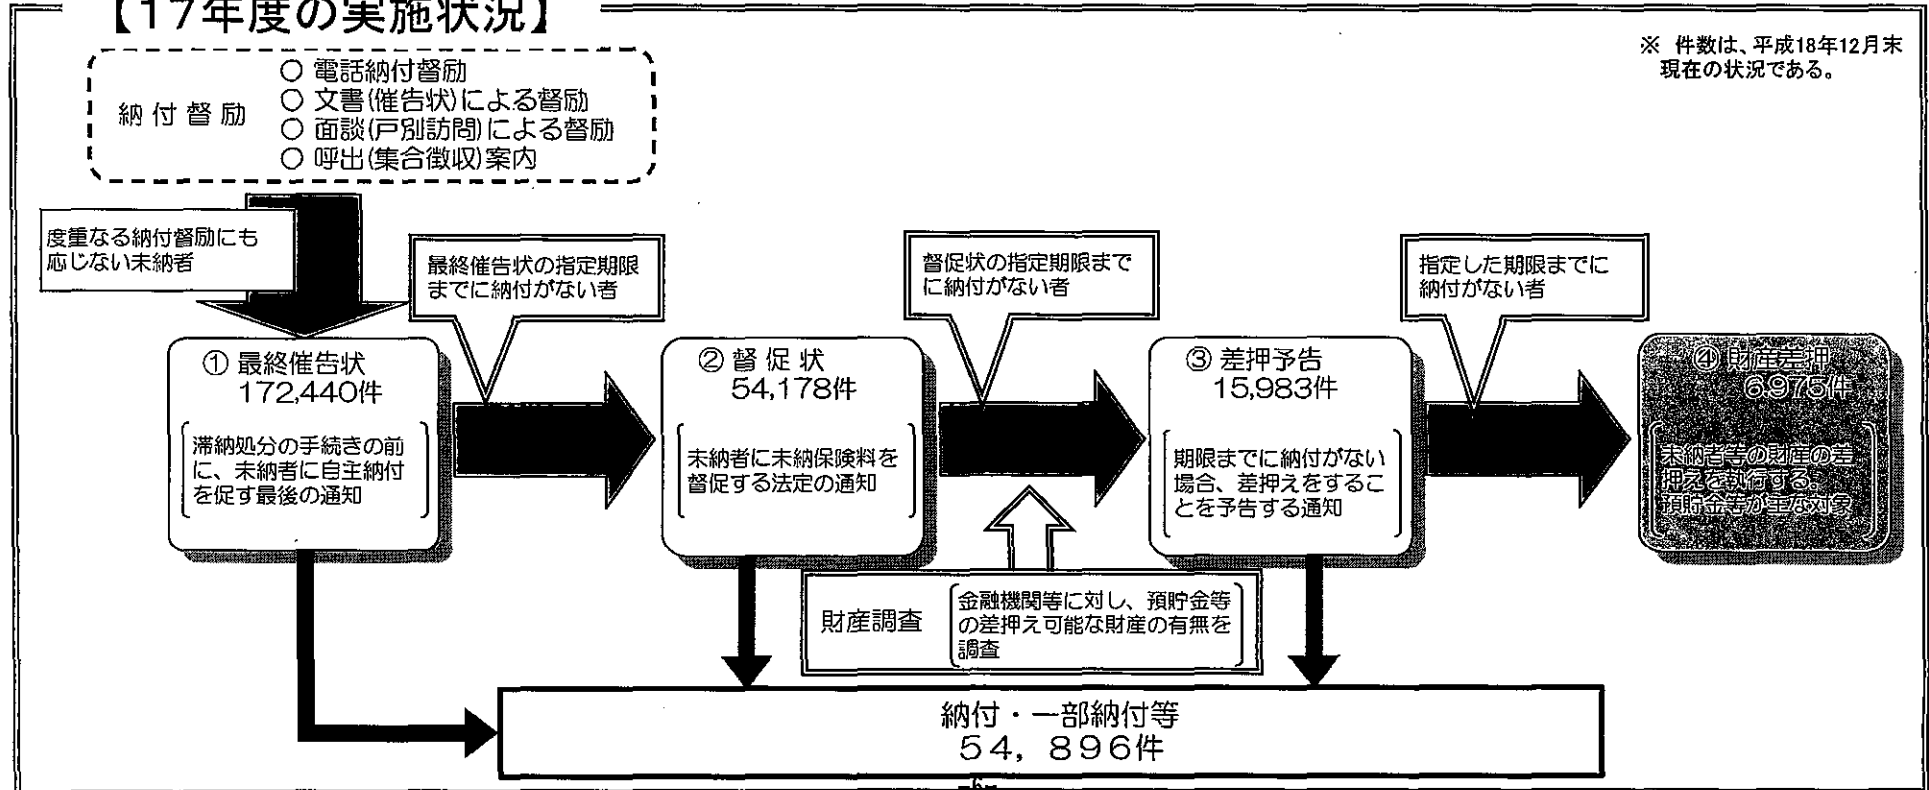 【17年度の実施状況】
※ 件数は、平成18年12月末
現在の状況である。
納付督励
○ 電話納付督励
○ 文書(催告状)による督励
○ 面談(戸別訪問)による督励
○ 呼出(集合徴収)案内
度重なる納付督励にも
応じない未納者
最終催告状の指定期限
までに納付がない者
督促状の指定期限まで
に納付がない者
指定した期限までに
納付がない者
① 最終催告状
172,440件
滞納処分の手続きの前
に、未納者に自主納付
を促す最後の通知
② 督促状
54,178件
未納者に未納保険料を
督促する法定の通知
③ 差押予告
15,983件
期限までに納付がない
場合、差押えをするこ
とを予告する通知
④ 財産差押
6,975件
未納者等の財産の差
押えを執行する。
預貯金等が主な対象
財産調査
金融機関等に対し、預貯金等
の差押え可能な財産の有無を
調査
納付・一部納付等
54,896件
-6-